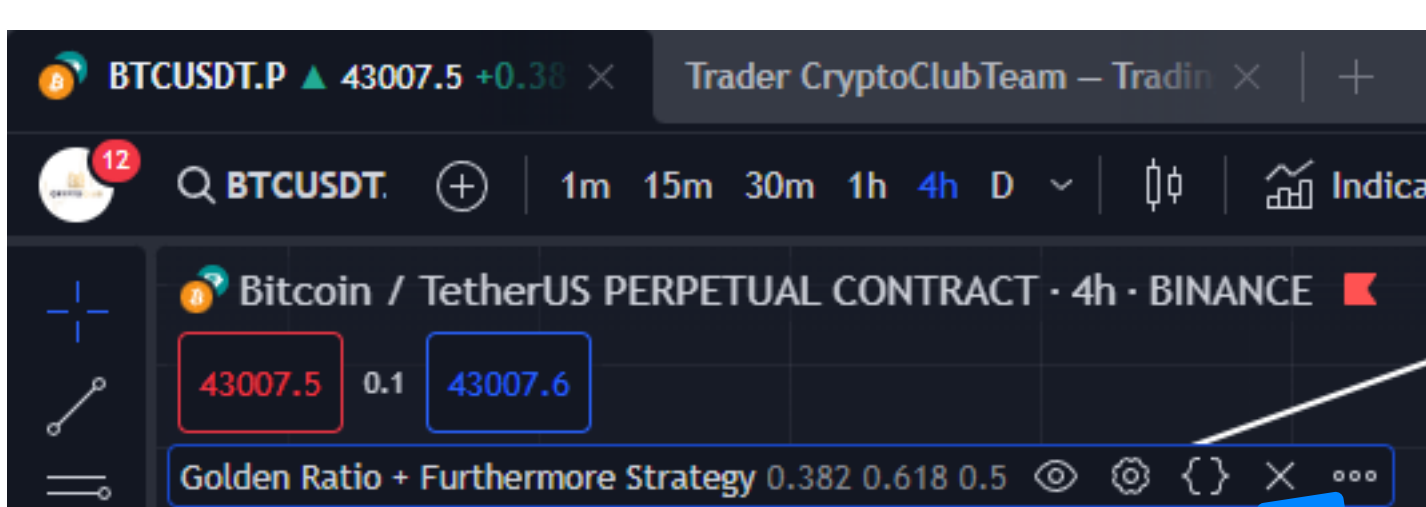 BTCUSDT.P ▲ 43007.5 +0.38 Trader CryptoClubTeam — Tradin
12 BTCUSDT. 1m 15m 30m 1h 4h D Indica
Bitcoin / TetherUS PERPETUAL CONTRACT · 4h · BINANCE
43007.5 0.1 43007.6
Golden Ratio + Furthermore Strategy 0.382 0.618 0.5